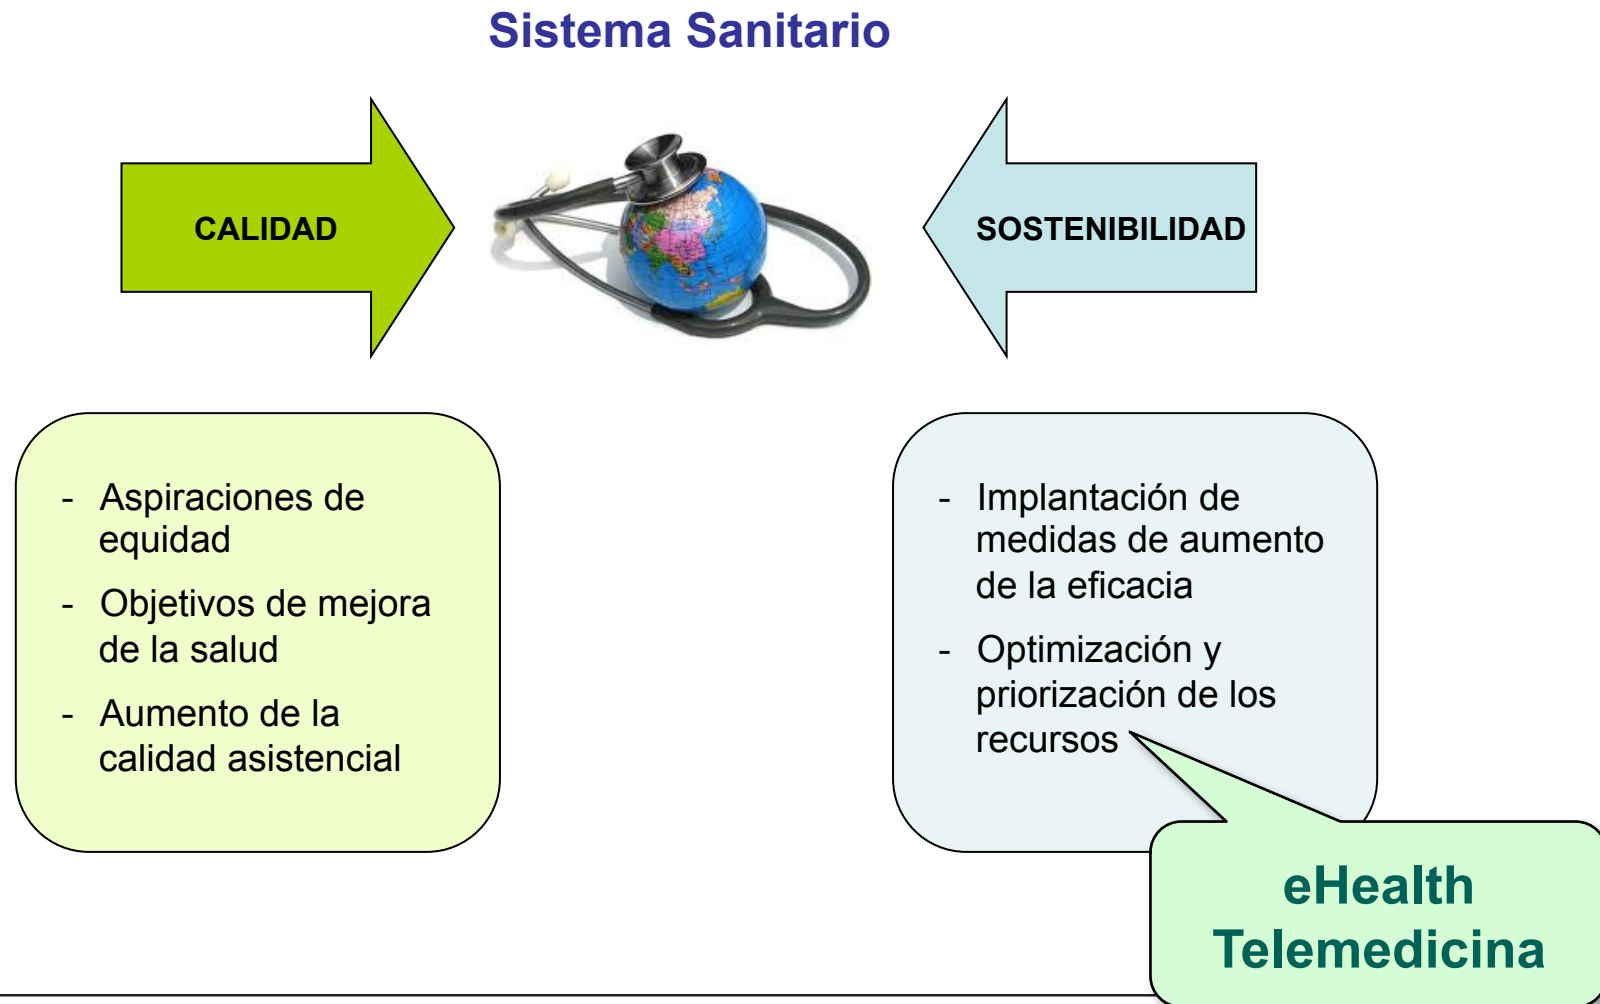 Sistema Sanitario
CALIDAD
SOSTENIBILIDAD
- Aspiraciones de
equidad
- Objetivos de mejora
de la salud
- Aumento de la
calidad asistencial
- Implantación de
medidas de aumento
de la eficacia
- Optimización y
priorización de los
recursos
eHealth
Telemedicina